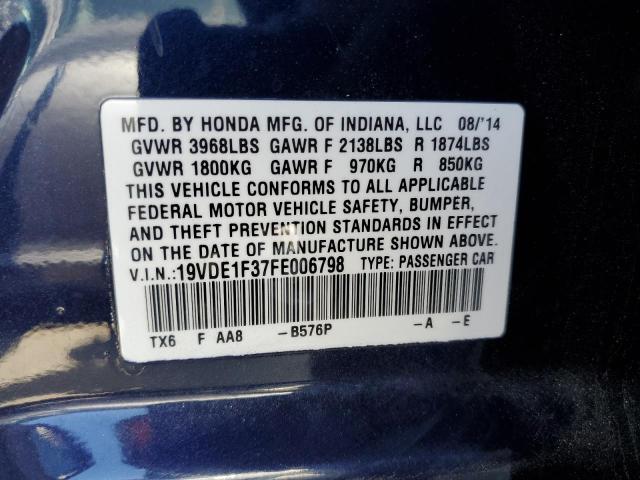 MFD. BY HONDA MFG. OF INDIANA, LLC 08/'14
GVWR 3968LBS GAWR F 2138LBS R 1874LBS
GVWR 1800KG GAWR F 970KG R 850KG
THIS VEHICLE CONFORMS TO ALL APPLICABLE
FEDERAL MOTOR VEHICLE SAFETY, BUMPER,
AND THEFT PREVENTION STANDARDS IN EFFECT
ON THE DATE OF MANUFACTURE SHOWN ABOVE.
V.I.N.:19VDE1F37FE006798 TYPE: PASSENGER CAR
TX6 F AA8 -B576P -A -E